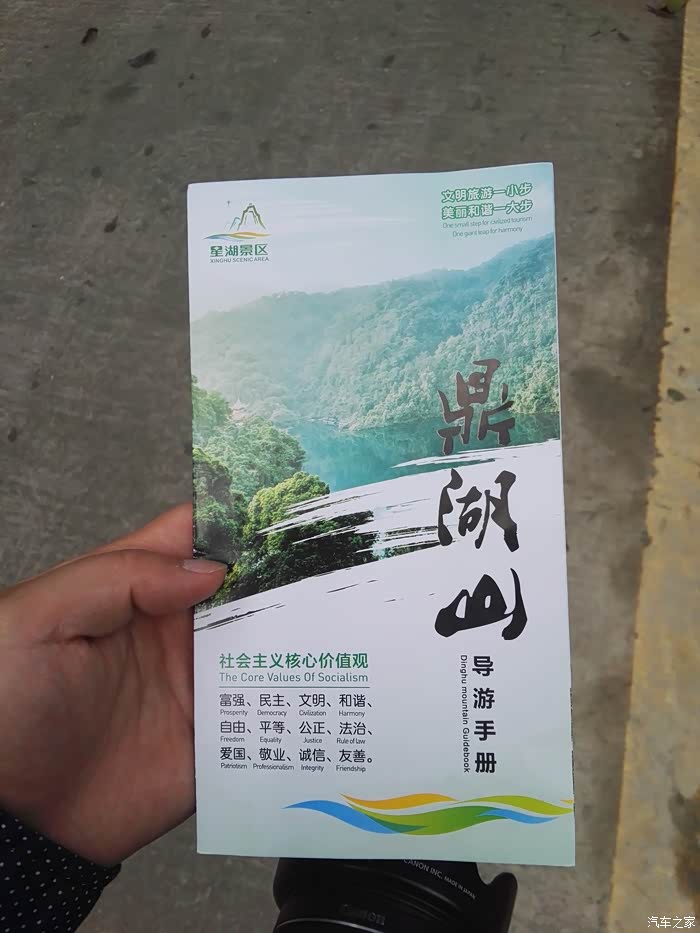 星湖景区
XINGHU SCENIC AREA
文明旅游一小步
美丽和谐一大步
One small step for civilized tourism
One giant leap for harmony
鼎湖山
导游手册
Dinghu mountain Guidebook
社会主义核心价值观
The Core Values Of Socialism
富强、民主、文明、和谐、
Prosperity Democracy Civilization Harmony
自由、平等、公正、法治、
Freedom Equality Justice Rule of law
爱国、敬业、诚信、友善。
Patriotism Professionalism Integrity Friendship
CANON INC. MADE IN JAPAN
CANON
汽车之家